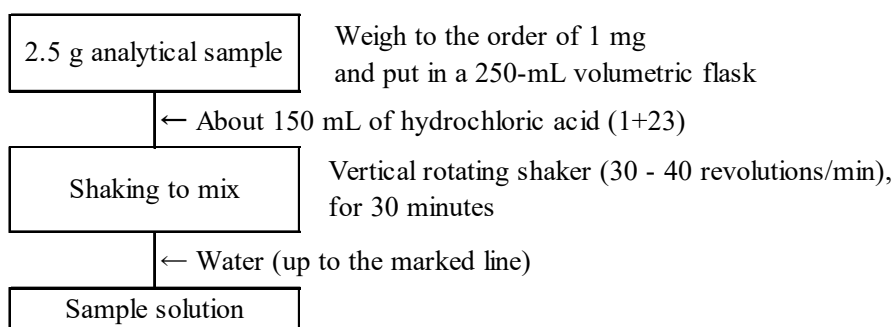 2.5 g analytical sample
Weigh to the order of 1 mg
and put in a 250-mL volumetric flask
← About 150 mL of hydrochloric acid (1+23)
Shaking to mix
Vertical rotating shaker (30 - 40 revolutions/min),
for 30 minutes
← Water (up to the marked line)
Sample solution